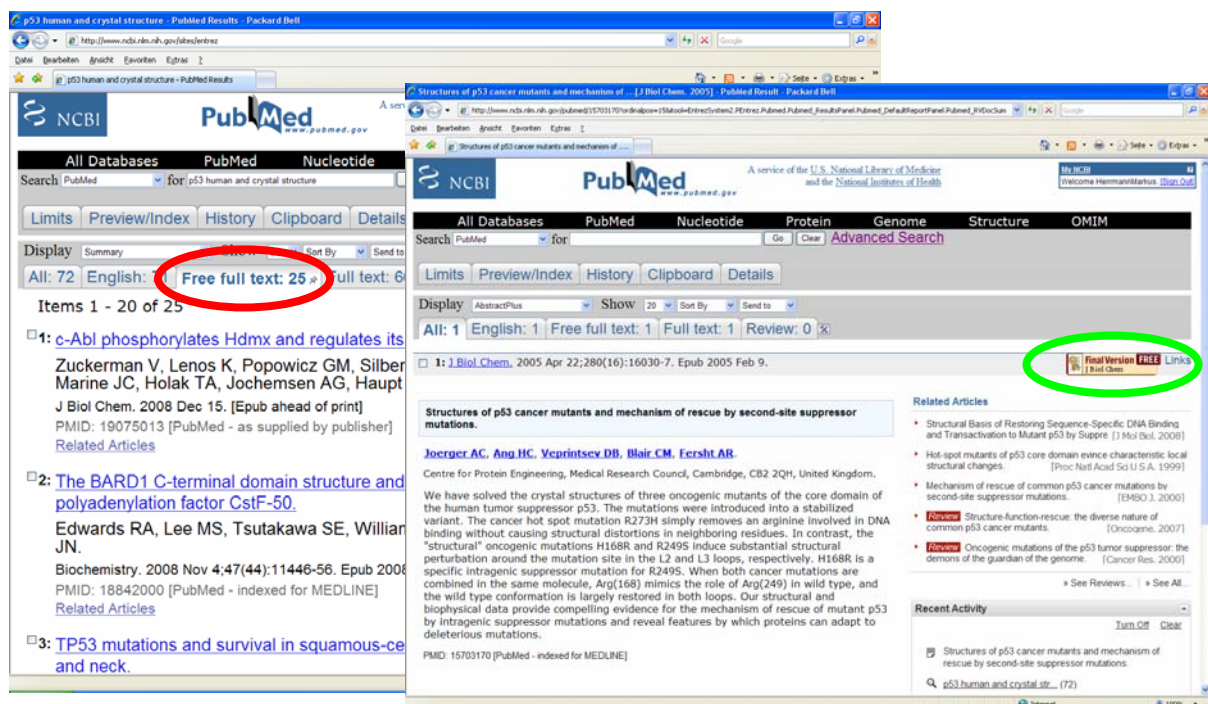 p53 human and crystal structure - PubMed Results - Packard Bell
http://www.ncbi.nlm.nih.gov/sites/entrez
Google
Datei Bearbeiten Ansicht Favoriten Extras ?
p53 human and crystal structure - PubMed Results
Seite Extras
NCBI
PubMed
www.pubmed.gov
A ser
All Databases PubMed Nucleotide
Search PubMed for p53 human and crystal structure
Limits Preview/Index History Clipboard Details
Display Summary Show Sort By Send to
All: 72 English: 71 Free full text: 25 Full text: 6
Items 1 - 20 of 25
1: c-Abl phosphorylates Hdmx and regulates its
Zuckerman V, Lenos K, Popowicz GM, Silber
Marine JC, Holak TA, Jochemsen AG, Haupt
J Biol Chem. 2008 Dec 15. [Epub ahead of print]
PMID: 19075013 [PubMed - as supplied by publisher]
Related Articles
2: The BARD1 C-terminal domain structure and
polyadenylation factor CstF-50.
Edwards RA, Lee MS, Tsutakawa SE, William
JN.
Biochemistry. 2008 Nov 4;47(44):11446-56. Epub 2008
PMID: 18842000 [PubMed - indexed for MEDLINE]
Related Articles
3: TP53 mutations and survival in squamous-ce
and neck.
Structures of p53 cancer mutants and mechanism of ...[J Biol Chem. 2005] - PubMed Result - Packard Bell
http://www.ncbi.nlm.nih.gov/pubmed/15703170?ordinalpos=15&itool=EntrezSystem2.PEntrez.Pubmed.Pubmed_ResultsPanel.Pubmed_DefaultReportPanel.Pubmed_RVDocSum
Google
Datei Bearbeiten Ansicht Favoriten Extras ?
Structures of p53 cancer mutants and mechanism of ...
Seite Extras
NCBI
PubMed
www.pubmed.gov
A service of the U.S. National Library of Medicine
and the National Institutes of Health
My NCBI
Welcome HerrmannMarkus. [Sign Out]
All Databases PubMed Nucleotide Protein Genome Structure OMIM
Search PubMed for Go Clear Advanced Search
Limits Preview/Index History Clipboard Details
Display AbstractPlus Show 20 Sort By Send to
All: 1 English: 1 Free full text: 1 Full text: 1 Review: 0
1: J Biol Chem. 2005 Apr 22;280(16):16030-7. Epub 2005 Feb 9.
Final Version FREE
J Biol Chem
Links
Structures of p53 cancer mutants and mechanism of rescue by second-site suppressor
mutations.
Joerger AC, Ang HC, Veprintsev DB, Blair CM, Fersht AR.
Centre for Protein Engineering, Medical Research Council, Cambridge, CB2 2QH, United Kingdom.
We have solved the crystal structures of three oncogenic mutants of the core domain of
the human tumor suppressor p53. The mutations were introduced into a stabilized
variant. The cancer hot spot mutation R273H simply removes an arginine involved in DNA
binding without causing structural distortions in neighboring residues. In contrast, the
"structural" oncogenic mutations H168R and R249S induce substantial structural
perturbation around the mutation site in the L2 and L3 loops, respectively. H168R is a
specific intragenic suppressor mutation for R249S. When both cancer mutations are
combined in the same molecule, Arg(168) mimics the role of Arg(249) in wild type, and
the wild type conformation is largely restored in both loops. Our structural and
biophysical data provide compelling evidence for the mechanism of rescue of mutant p53
by intragenic suppressor mutations and reveal features by which proteins can adapt to
deleterious mutations.
PMID: 15703170 [PubMed - indexed for MEDLINE]
Related Articles
Structural Basis of Restoring Sequence-Specific DNA Binding
and Transactivation to Mutant p53 by Suppre [J Mol Biol. 2008]
Hot-spot mutants of p53 core domain evince characteristic local
structural changes. [Proc Natl Acad Sci U S A. 1999]
Mechanism of rescue of common p53 cancer mutations by
second-site suppressor mutations. [EMBO J. 2000]
Review Structure-function-rescue: the diverse nature of
common p53 cancer mutants. [Oncogene. 2007]
Review Oncogenic mutations of the p53 tumor suppressor: the
demons of the guardian of the genome. [Cancer Res. 2000]
» See Reviews... | » See All...
Recent Activity
Turn Off Clear
Structures of p53 cancer mutants and mechanism of
rescue by second-site suppressor mutations.
p53 human and crystal str... (72)
Internet
100%